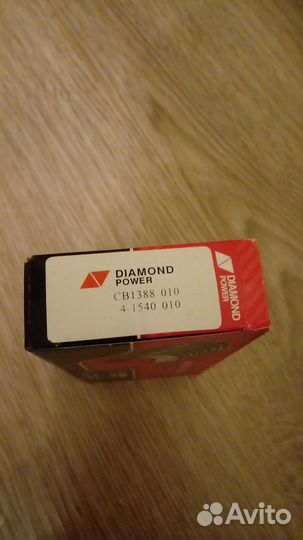 DIAMOND
POWER
CB1388 010
4-1540 010
DIAMOND
POWER
Avito